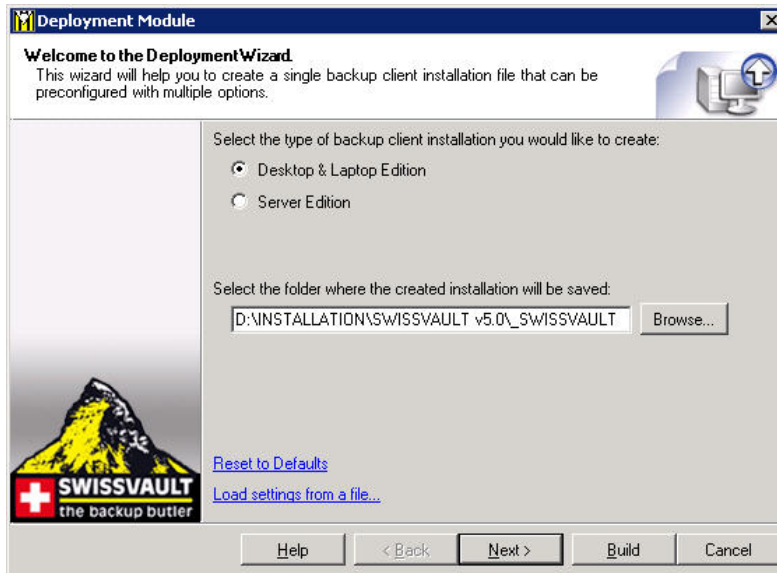 Deployment Module
Welcome to the Deployment Wizard.
This wizard will help you to create a single backup client installation file that can be
preconfigured with multiple options.
Select the type of backup client installation you would like to create:
Desktop & Laptop Edition
Server Edition
Select the folder where the created installation will be saved:
D:\INSTALLATION\SWISSVAULT v5.0\_SWISSVAULT
Browse...
Reset to Defaults
Load settings from a file...
SWISSVAULT
the backup butler
Help
< Back
Next >
Build
Cancel